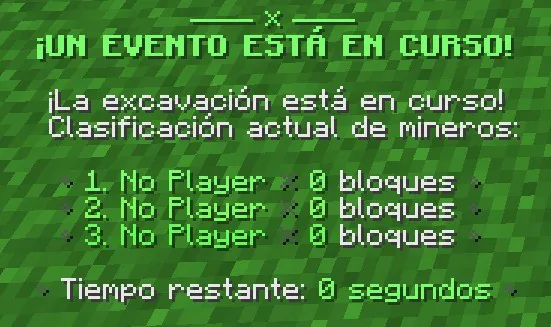 ¡UN EVENTO ESTÁ EN CURSO!
¡La excavación está en curso!
Clasificación actual de mineros:
1. No Player × 0 bloques
2. No Player × 0 bloques
3. No Player × 0 bloques
Tiempo restante: 0 segundos